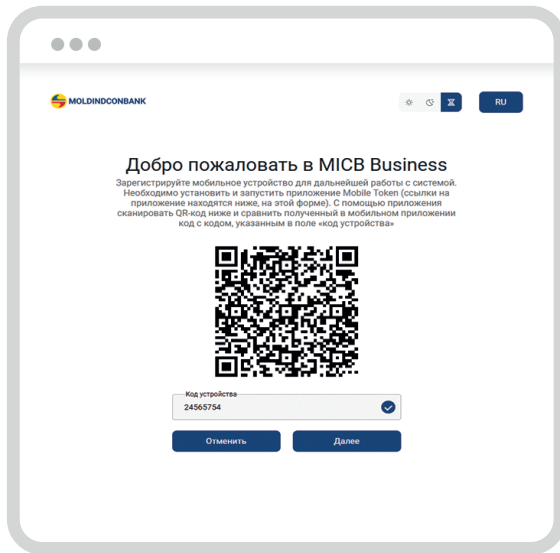 MOLDINDCONBANK
RU
Добро пожаловать в MICB Business
Зарегистрируйте мобильное устройство для дальнейшей работы с системой.
Необходимо установить и запустить приложение Mobile Token (ссылки на
приложение находятся ниже, на этой форме). С помощью приложения
сканировать QR-код ниже и сравнить полученный в мобильном приложении
код с кодом, указанным в поле «код устройства»
Код устройства
24565754
Отменить
Далее